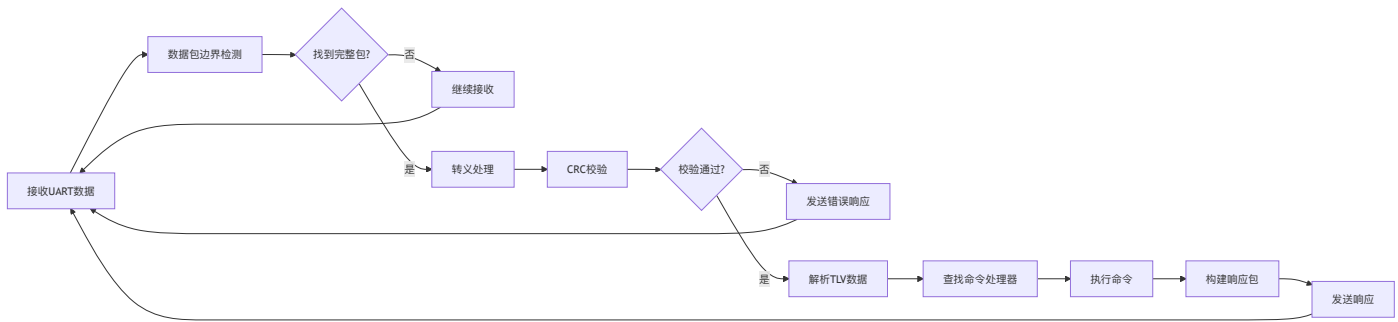 数据包边界检测
找到完整包?
否
继续接收
接收UART数据
是
转义处理
CRC校验
校验通过?
否
发送错误响应
是
解析TLV数据
查找命令处理器
执行命令
构建响应包
发送响应